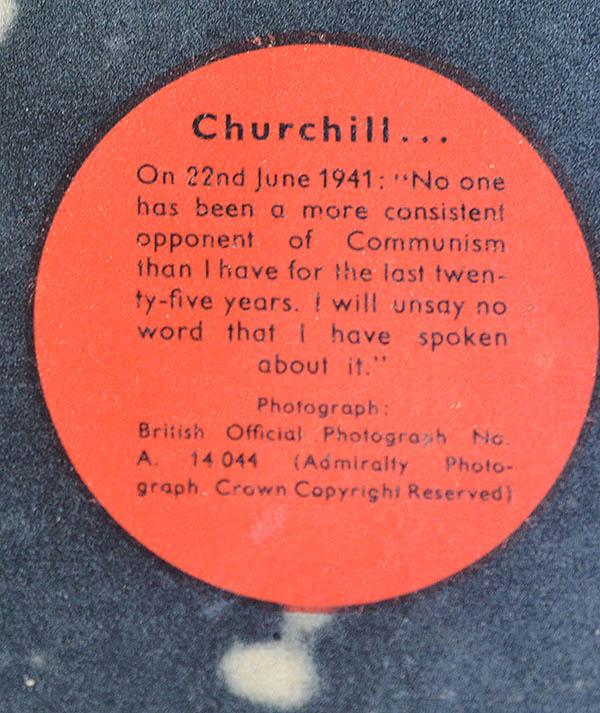 Churchill...
On 22nd June 1941: "No one
has been a more consistent
opponent of Communism
than I have for the last twen-
ty-five years. I will unsay no
word that I have spoken
about it."
Photograph:
British Official Photograph No.
A. 14 044 (Admiralty Photo-
graph. Crown Copyright Reserved)